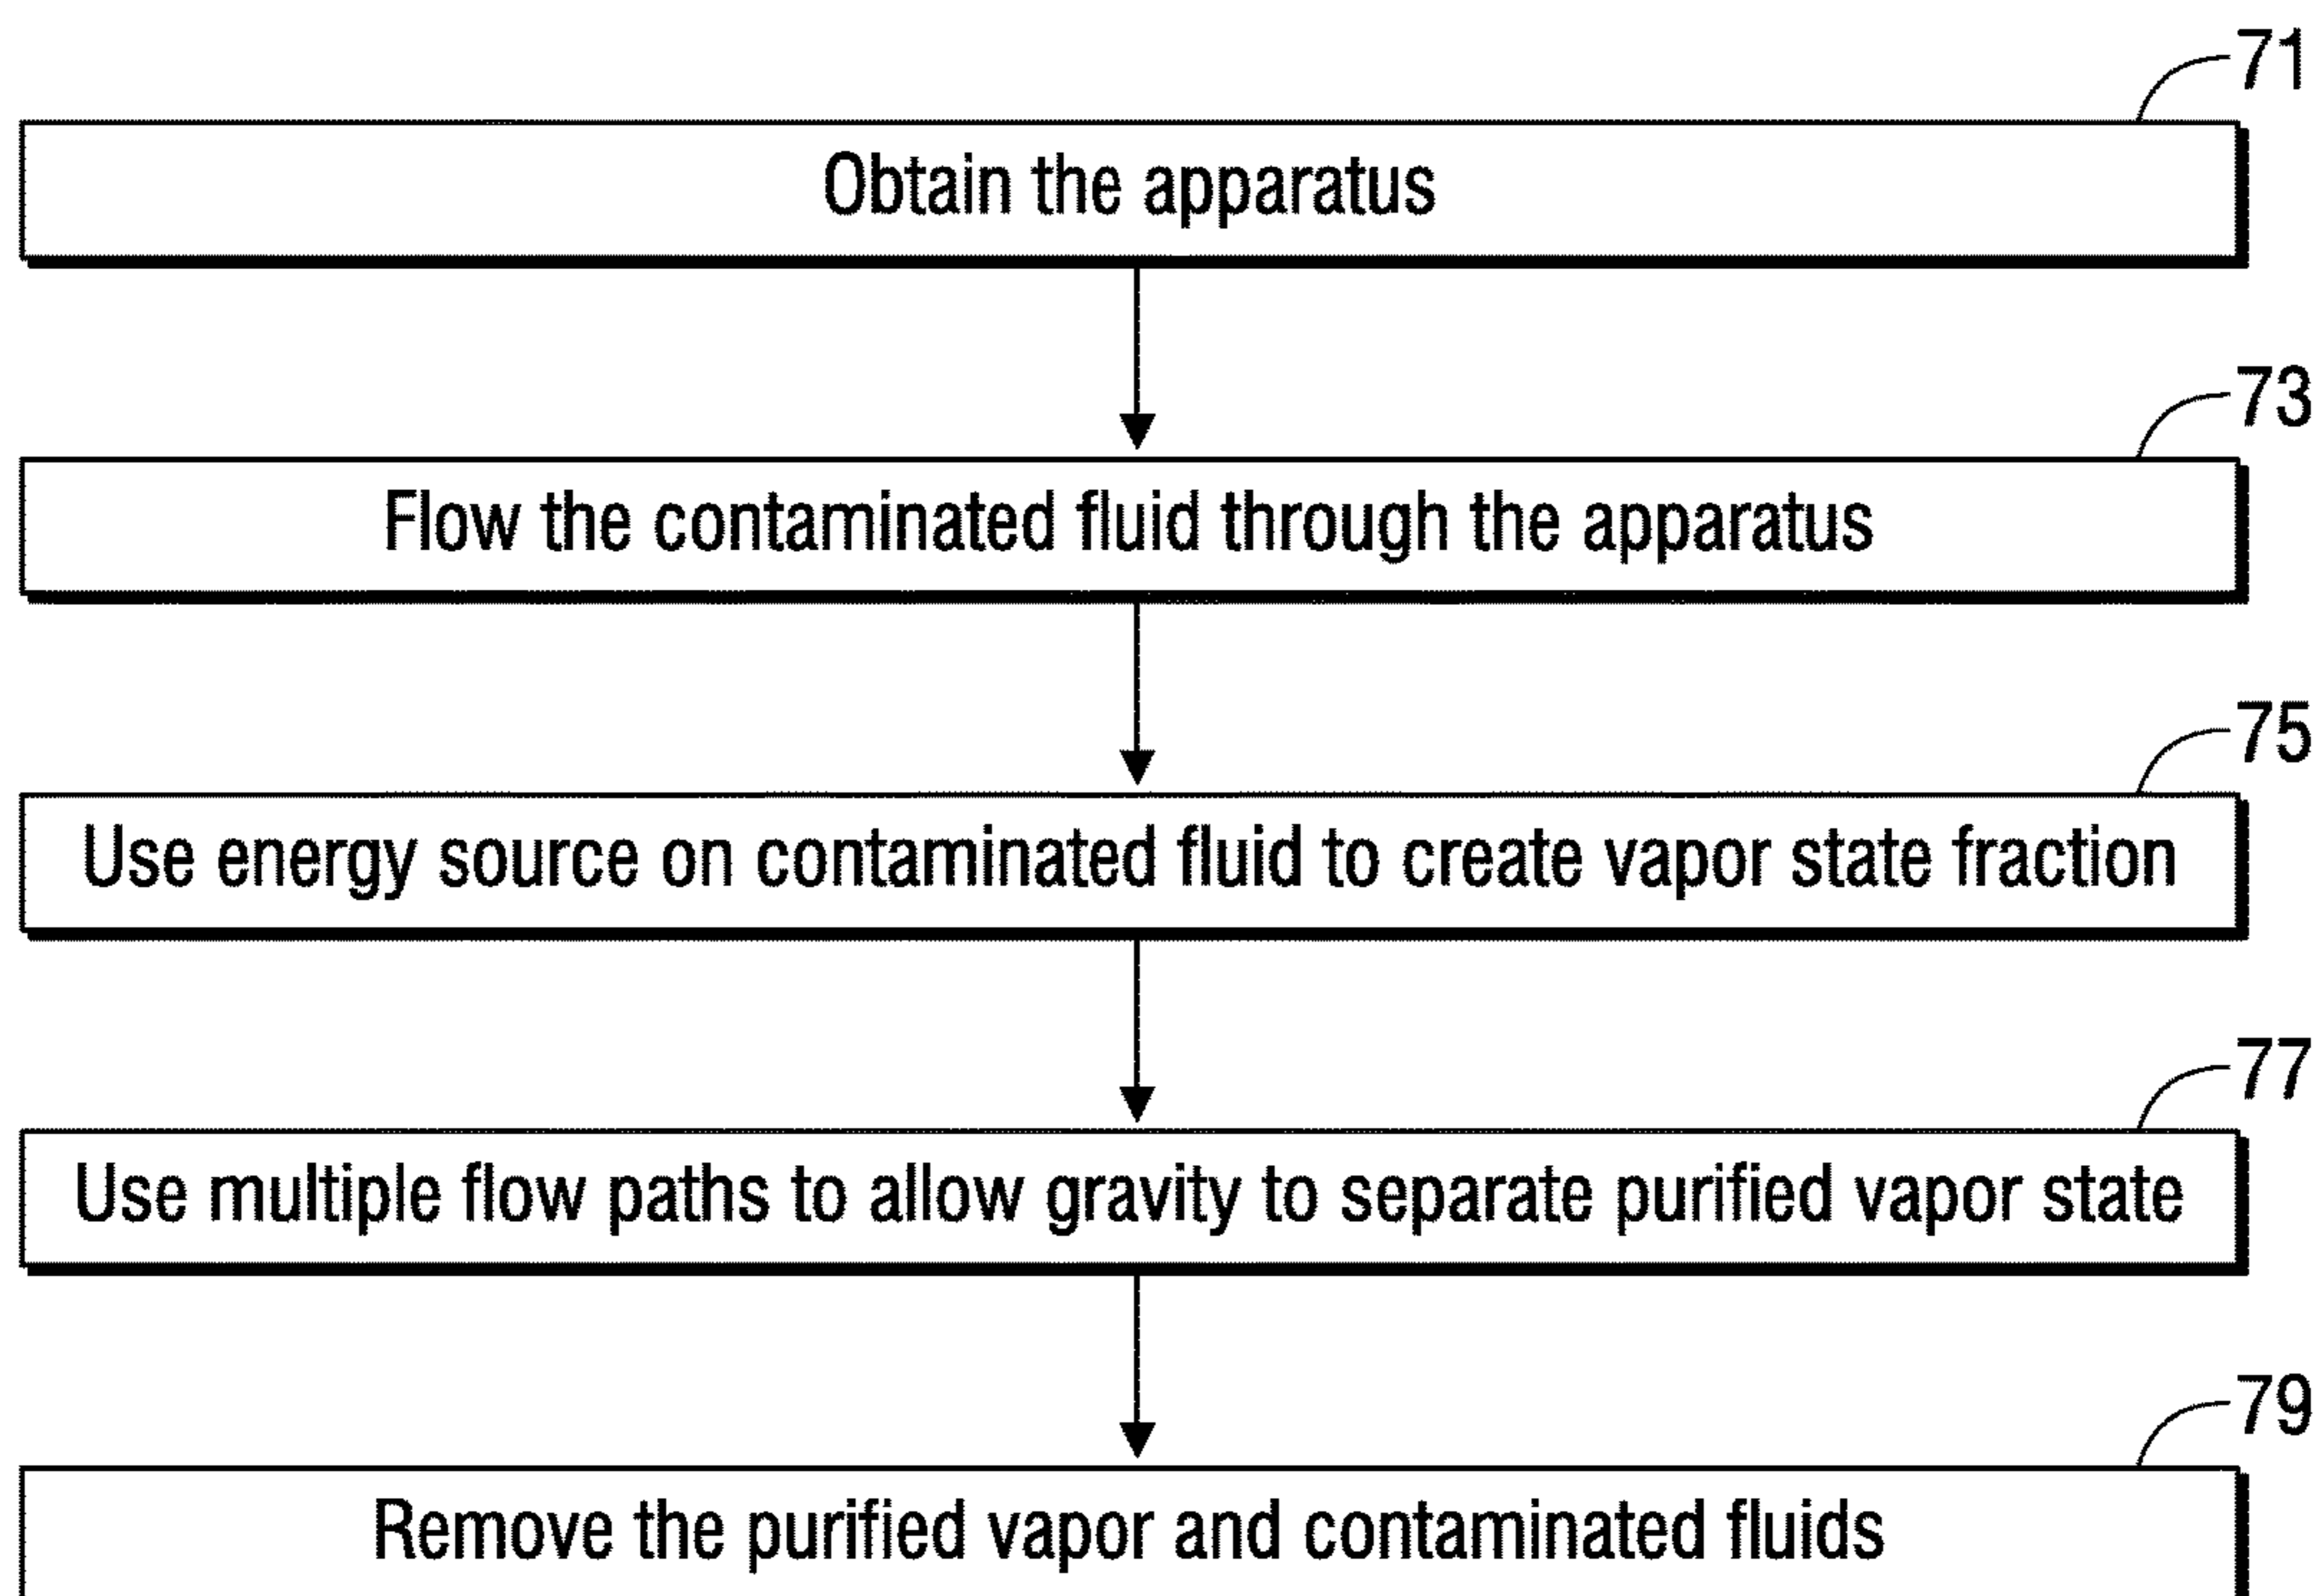 71
Obtain the apparatus
73
Flow the contaminated fluid through the apparatus
75
Use energy source on contaminated fluid to create vapor state fraction
77
Use multiple flow paths to allow gravity to separate purified vapor state
79
Remove the purified vapor and contaminated fluids